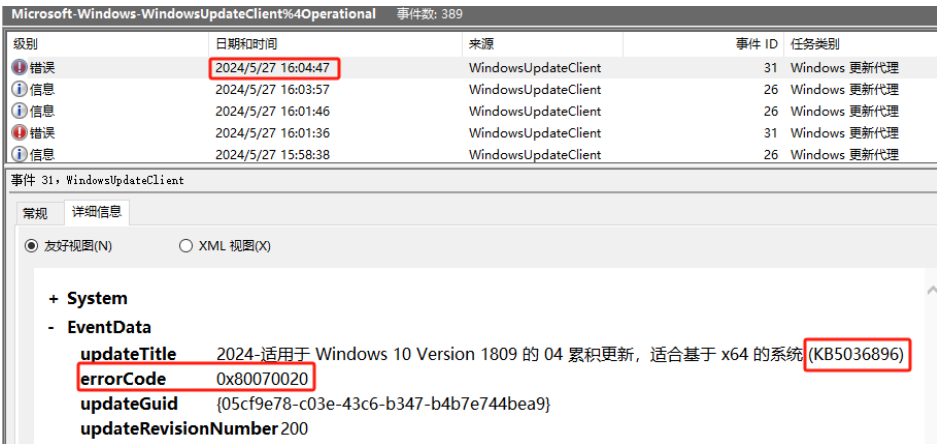 Microsoft-Windows-WindowsUpdateClient%4Operational 事件数: 389
级别 日期和时间 来源 事件 ID 任务类别
错误 2024/5/27 16:04:47 WindowsUpdateClient 31 Windows 更新代理
信息 2024/5/27 16:03:57 WindowsUpdateClient 26 Windows 更新代理
信息 2024/5/27 16:01:46 WindowsUpdateClient 26 Windows 更新代理
错误 2024/5/27 16:01:36 WindowsUpdateClient 31 Windows 更新代理
信息 2024/5/27 15:58:38 WindowsUpdateClient 26 Windows 更新代理
事件 31，WindowsUpdateClient
常规 详细信息
友好视图(N) XML 视图(X)
+ System
- EventData
updateTitle 2024-适用于 Windows 10 Version 1809 的 04 累积更新，适合基于 x64 的系统 (KB5036896)
errorCode 0x80070020
updateGuid {05cf9e78-c03e-43c6-b347-b4b7e744bea9}
updateRevisionNumber 200